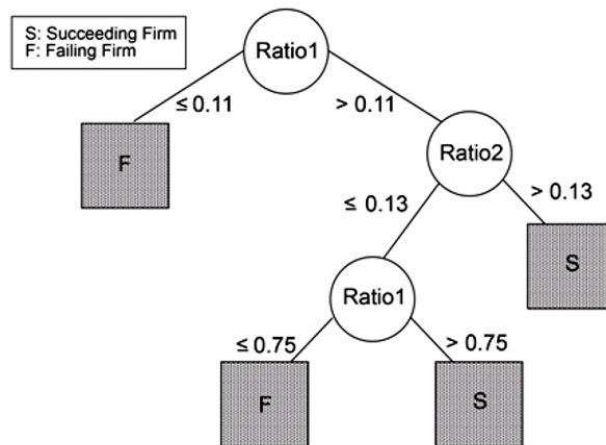 S: Succeeding Firm
F: Failing Firm
Ratio1
≤ 0.11
> 0.11
F
Ratio2
≤ 0.13
> 0.13
S
Ratio1
≤ 0.75
> 0.75
F
S